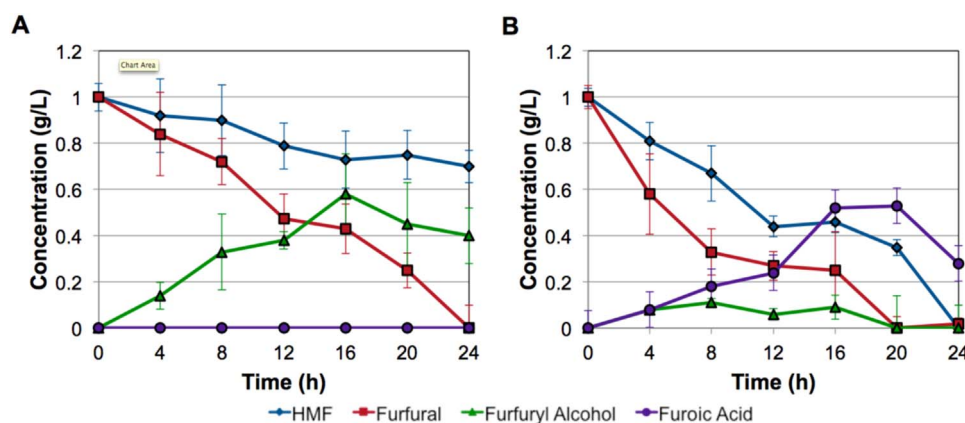 A
B
1.2
1
0.8
0.6
0.4
0.2
0
Chart Area
Concentration (g/L)
0 4 8 12 16 20 24
Time (h)
1.2
1
0.8
0.6
0.4
0.2
0
Concentration (g/L)
0 4 8 12 16 20 24
Time (h)
HMF Furfural Furfuryl Alcohol Furoic Acid